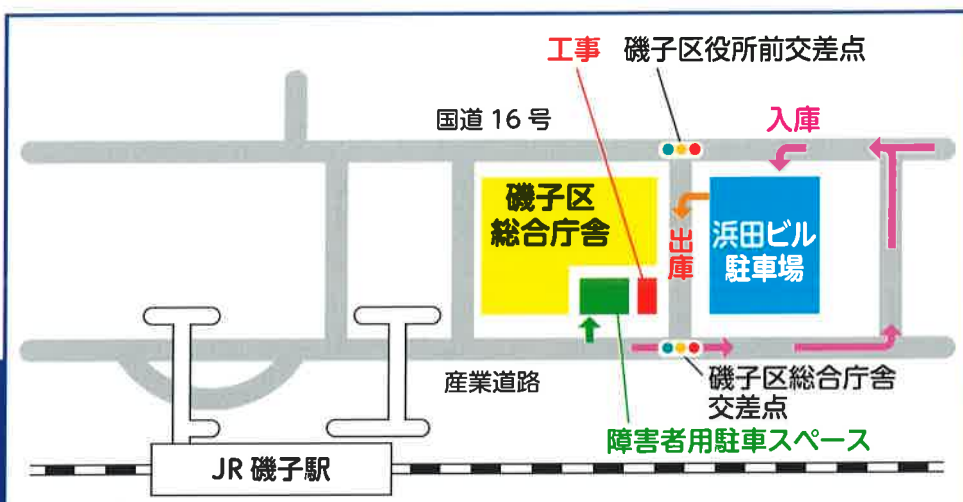 工事 磯子区役所前交差点
国道 16 号
入庫
磯子区
総合庁舎
出庫
浜田ビル
駐車場
産業道路
磯子区総合庁舎
交差点
障害者用駐車スペース
JR 磯子駅